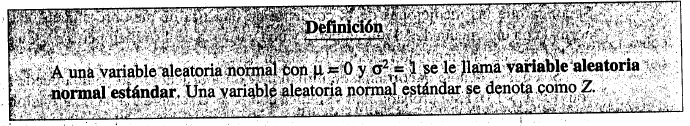 Definición
A una variable aleatoria normal con μ = 0 y σ² = 1 se le llama variable aleatoria
normal estándar. Una variable aleatoria normal estándar se denota como Z.